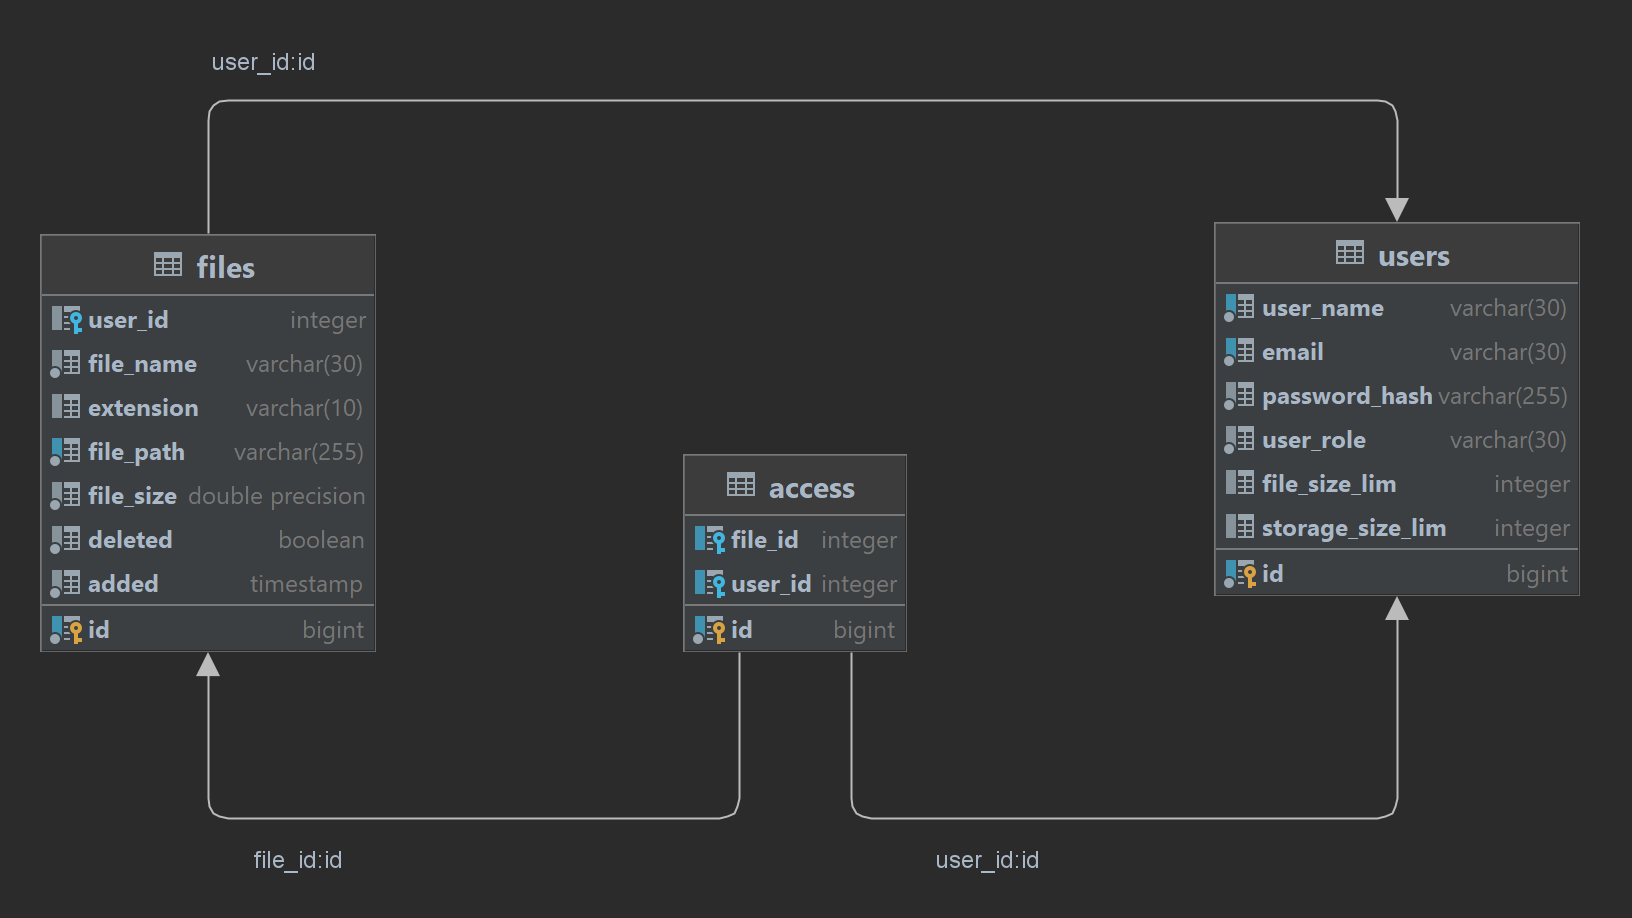 user_id:id
files
user_id integer
file_name varchar(30)
extension varchar(10)
file_path varchar(255)
file_size double precision
deleted boolean
added timestamp
id bigint
access
file_id integer
user_id integer
id bigint
users
user_name varchar(30)
email varchar(30)
password_hash varchar(255)
user_role varchar(30)
file_size_lim integer
storage_size_lim integer
id bigint
file_id:id
user_id:id